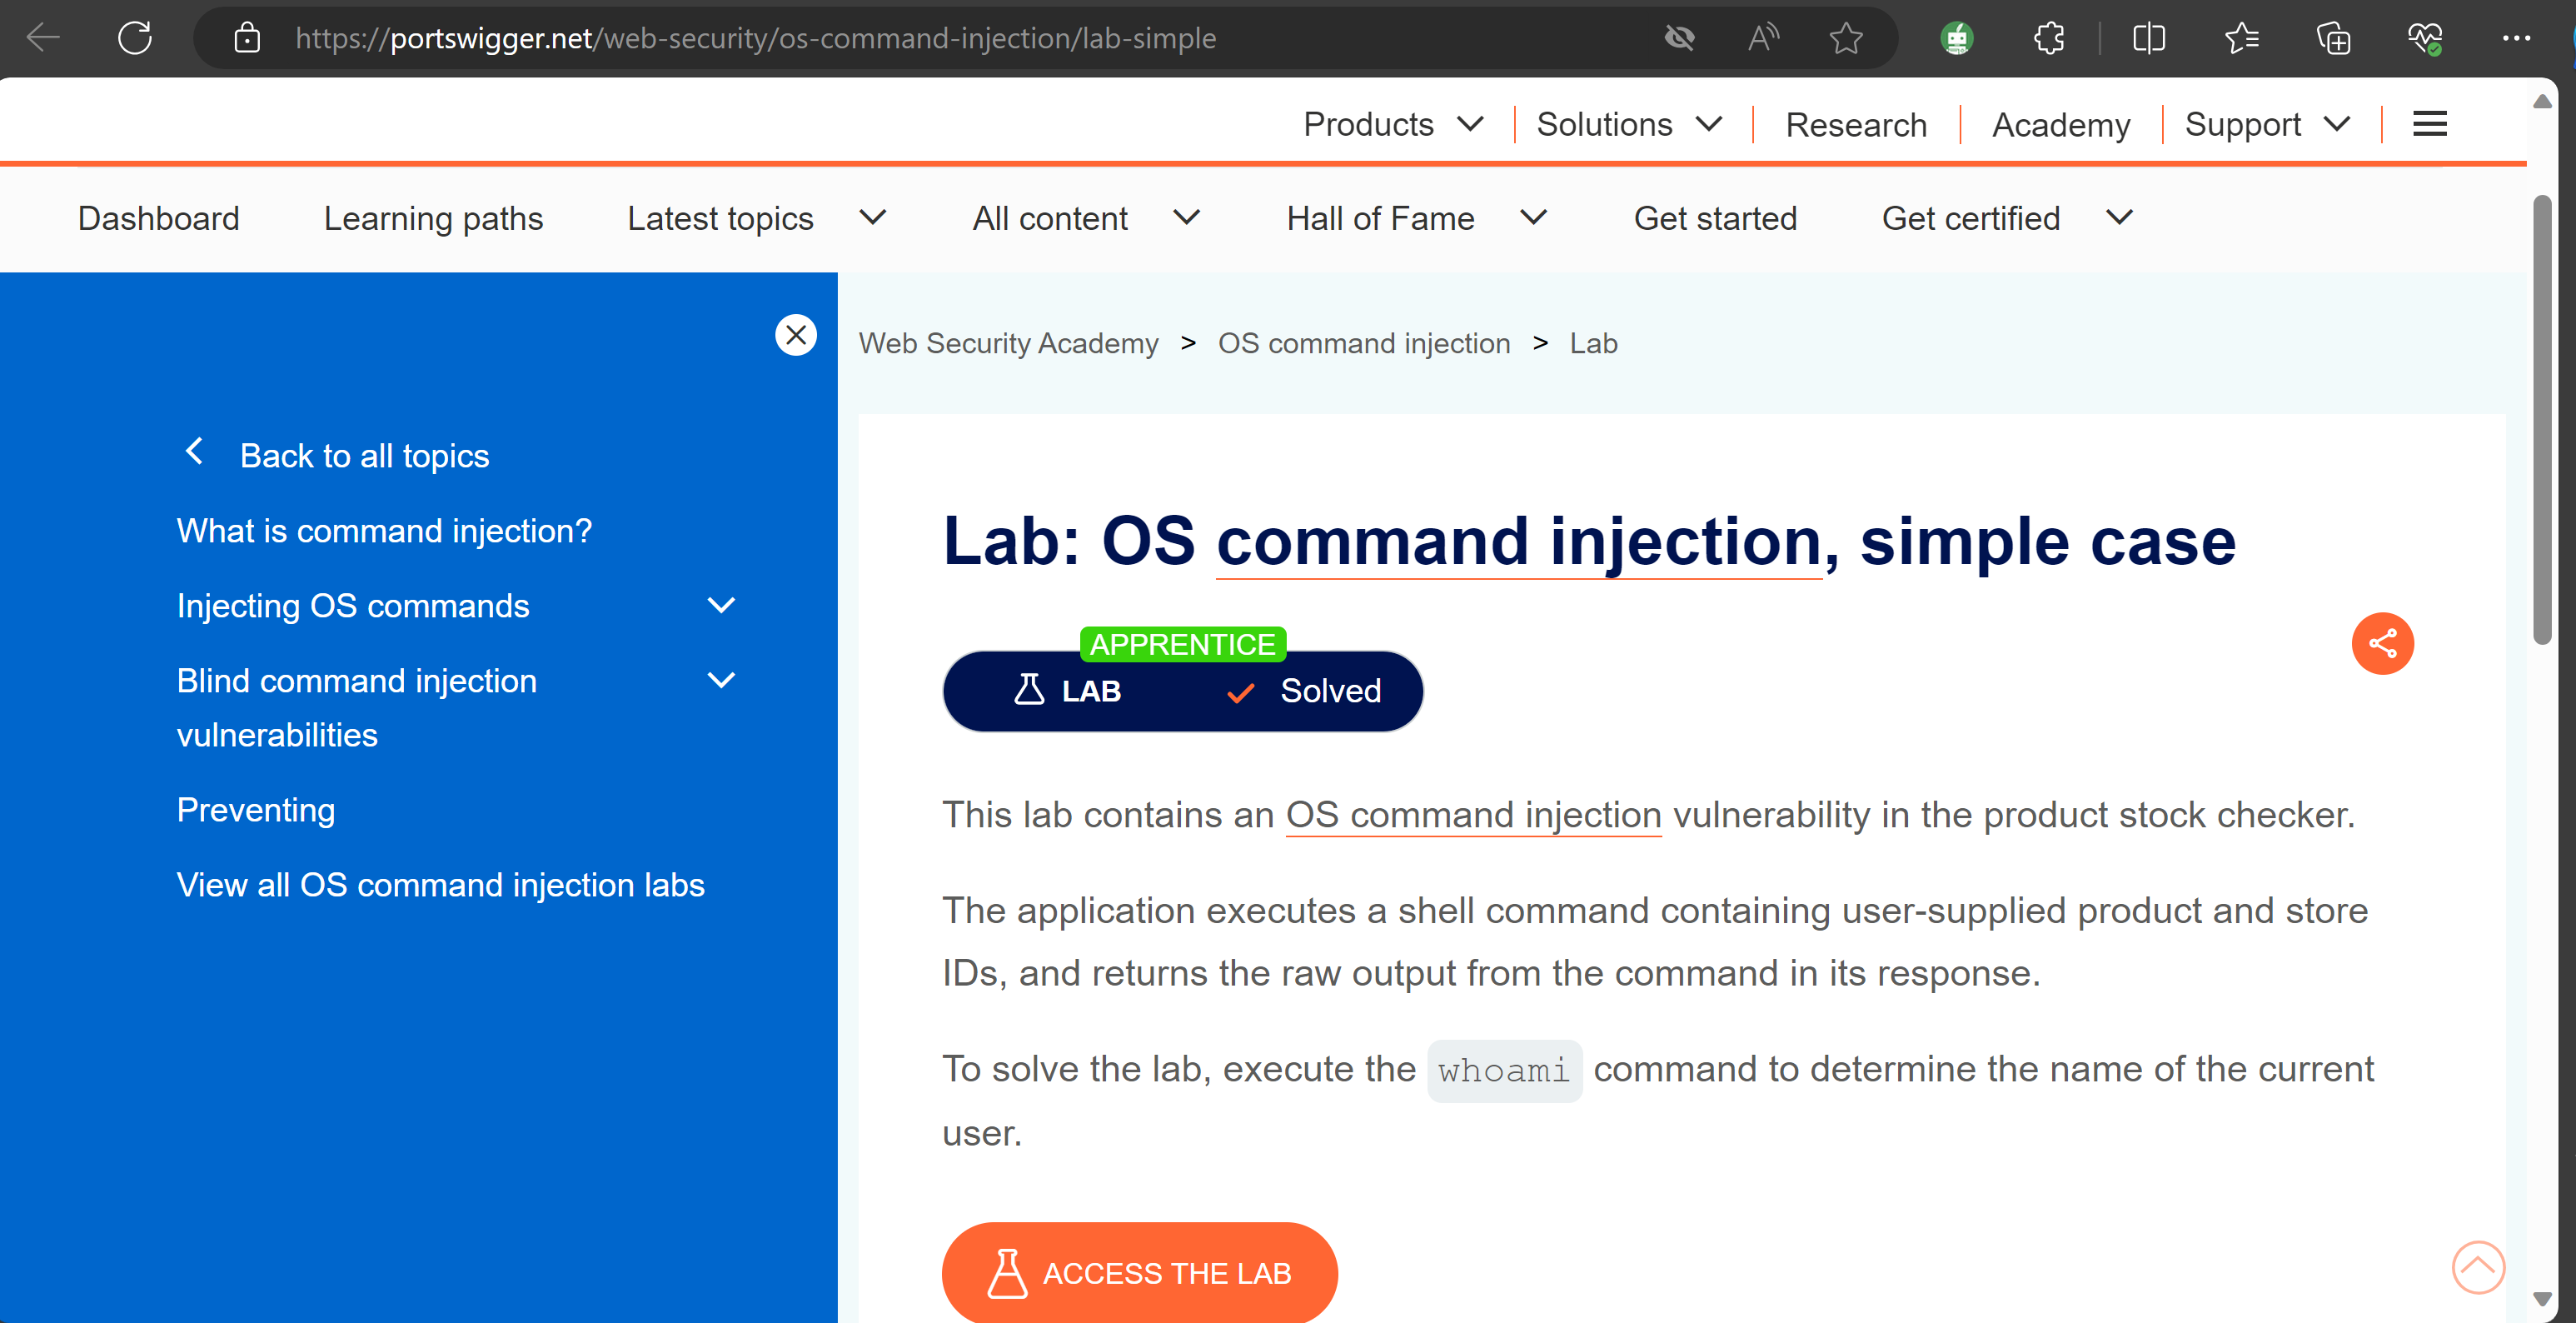 https://portswigger.net/web-security/os-command-injection/lab-simple
Products Solutions Research Academy Support
Dashboard Learning paths Latest topics All content Hall of Fame Get started Get certified
Web Security Academy > OS command injection > Lab
Back to all topics
What is command injection?
Injecting OS commands
Blind command injection
vulnerabilities
Preventing
View all OS command injection labs
Lab: OS command injection, simple case
APPRENTICE
LAB Solved
This lab contains an OS command injection vulnerability in the product stock checker.
The application executes a shell command containing user-supplied product and store
IDs, and returns the raw output from the command in its response.
To solve the lab, execute the whoami command to determine the name of the current
user.
ACCESS THE LAB